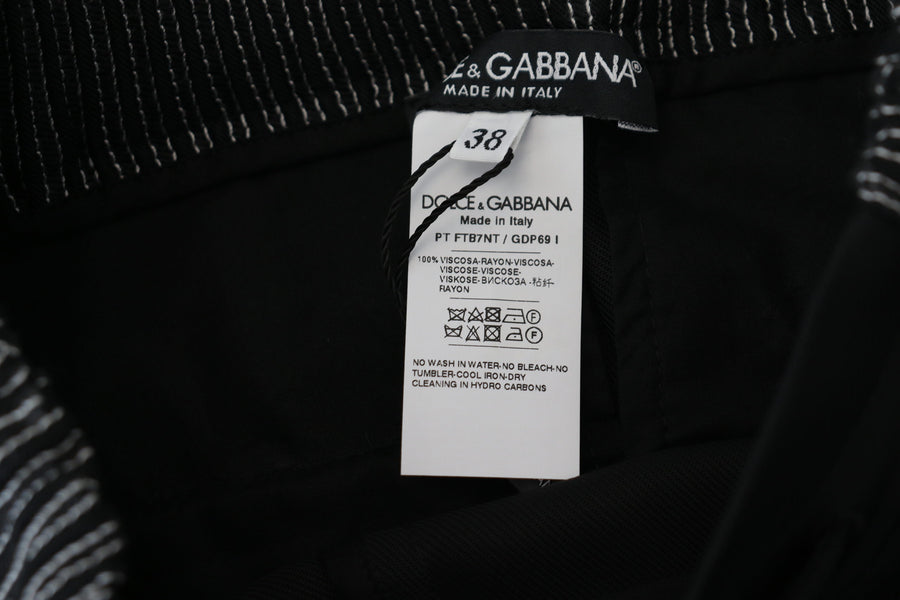 E & GABBANA®
MADE IN ITALY
38
DOLCE & GABBANA
Made in Italy
PT FTB7NT / GDP69 I
100% VISCOSA-RAYON-VISCOSA-
VISCOSE-VISCOSE-
VISKOSE-ВИСКОЗА -粘纤-
RAYON
F
F
NO WASH IN WATER-NO BLEACH-NO
TUMBLER-COOL IRON-DRY
CLEANING IN HYDRO CARBONS